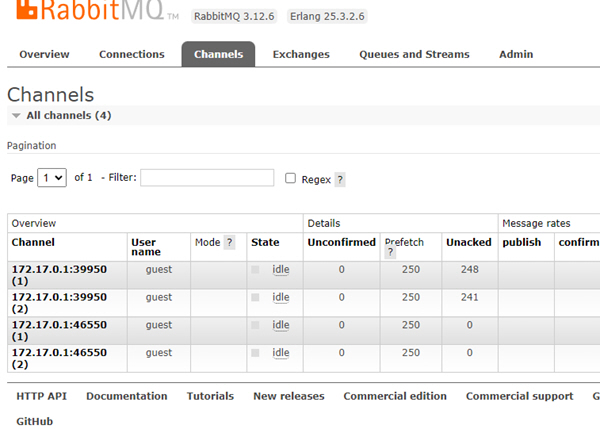 RabbitMQ TM RabbitMQ 3.12.6 Erlang 25.3.2.6
Overview Connections Channels Exchanges Queues and Streams Admin
Channels
All channels (4)
Pagination
Page 1 of 1 - Filter: Regex ?
Overview Details Message rates
Channel User name Mode ? State Unconfirmed Prefetch ? Unacked publish confirm
172.17.0.1:39950 (1) guest idle 0 250 248
172.17.0.1:39950 (2) guest idle 0 250 241
172.17.0.1:46550 (1) guest idle 0 250 0
172.17.0.1:46550 (2) guest idle 0 250 0
HTTP API Documentation Tutorials New releases Commercial edition Commercial support G
GitHub